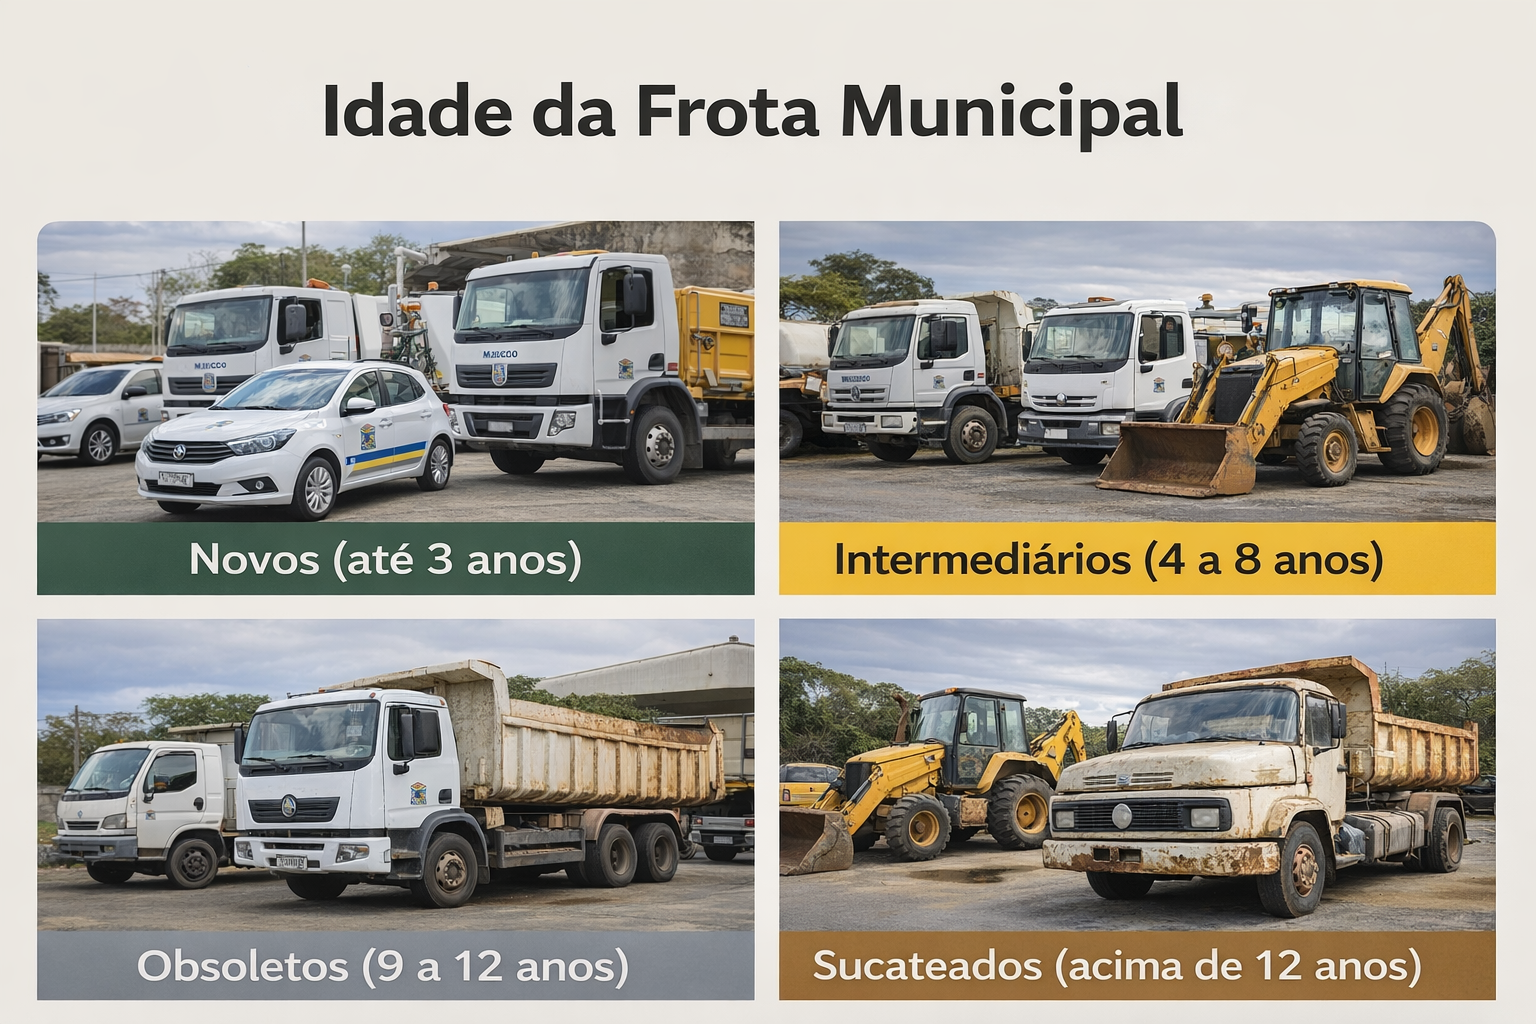 Idade da Frota Municipal
Novos (até 3 anos)
Intermediários (4 a 8 anos)
Obsoletos (9 a 12 anos)
Sucateados (acima de 12 anos)